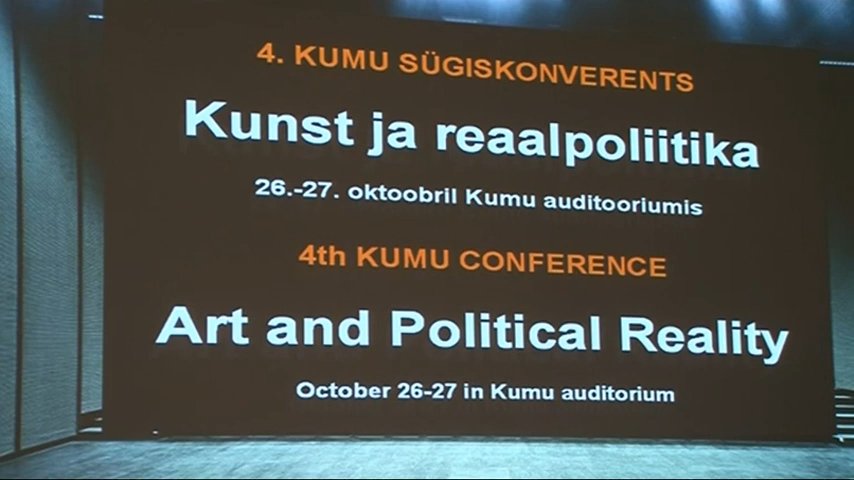 4. KUMU SÜGISKONVERENTS
Kunst ja reaalpoliitika
26.-27. oktoobril Kumu auditooriumis
4th KUMU CONFERENCE
Art and Political Reality
October 26-27 in Kumu auditorium